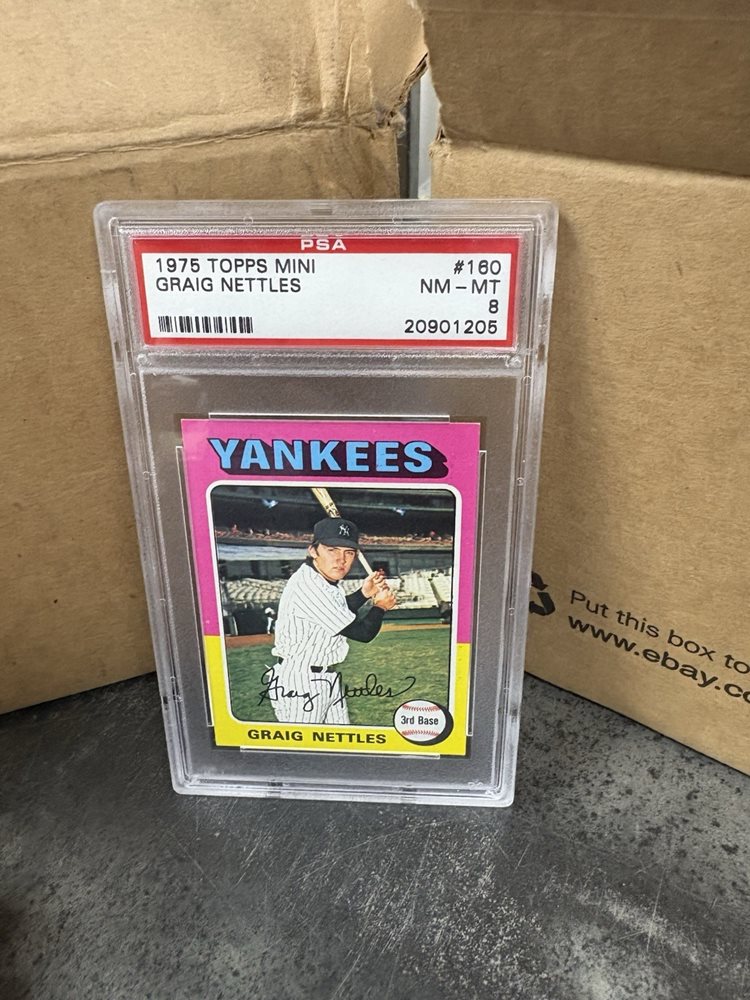 PSA
1975 TOPPS MINI #160
GRAIG NETTLES NM-MT
8
20901205
YANKEES
NY
Graig Nettles
3rd Base
GRAIG NETTLES
Put this box to
www.ebay.co